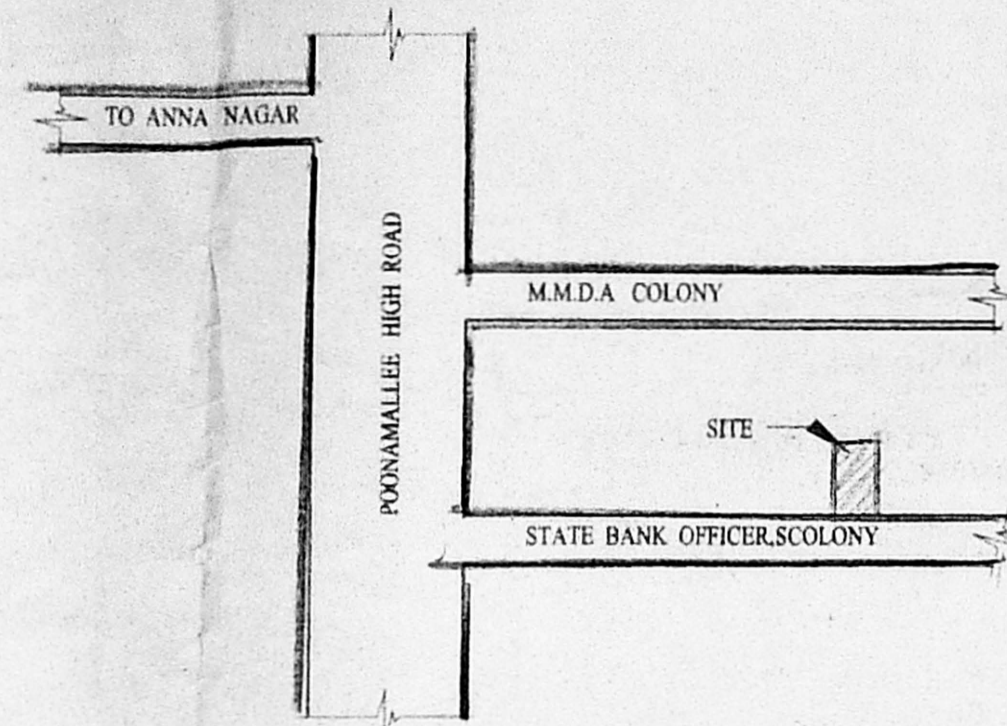 TO ANNA NAGAR
POONAMALLEE HIGH ROAD
M.M.D.A COLONY
SITE
STATE BANK OFFICER,SCOLONY